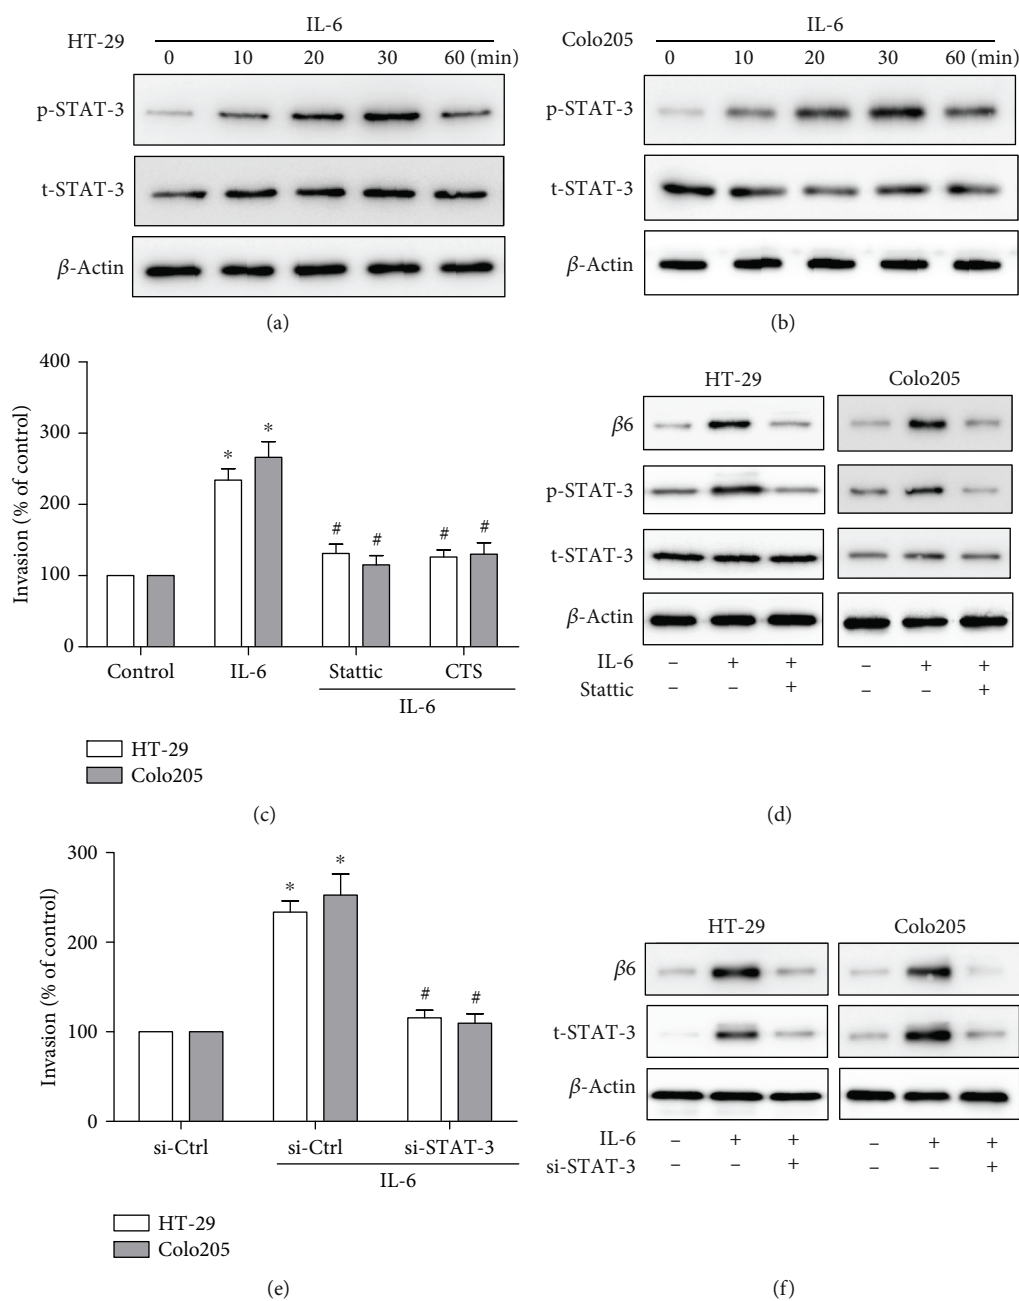 IL-6
HT-29
0 10 20 30 60 (min)
p-STAT-3
t-STAT-3
β-Actin
(a)
IL-6
Colo205
0 10 20 30 60 (min)
p-STAT-3
t-STAT-3
β-Actin
(b)
Invasion (% of control)
400
300
200
100
0
* *
# # # #
Control IL-6 Stattic CTS
IL-6
HT-29
Colo205
(c)
HT-29 Colo205
β6
p-STAT-3
t-STAT-3
β-Actin
IL-6 – + + – + +
Stattic – – + – – +
(d)
Invasion (% of control)
300
200
100
0
* *
# #
si-Ctrl si-Ctrl si-STAT-3
IL-6
HT-29
Colo205
(e)
HT-29 Colo205
β6
t-STAT-3
β-Actin
IL-6 – + + – + +
si-STAT-3 – – + – – +
(f)